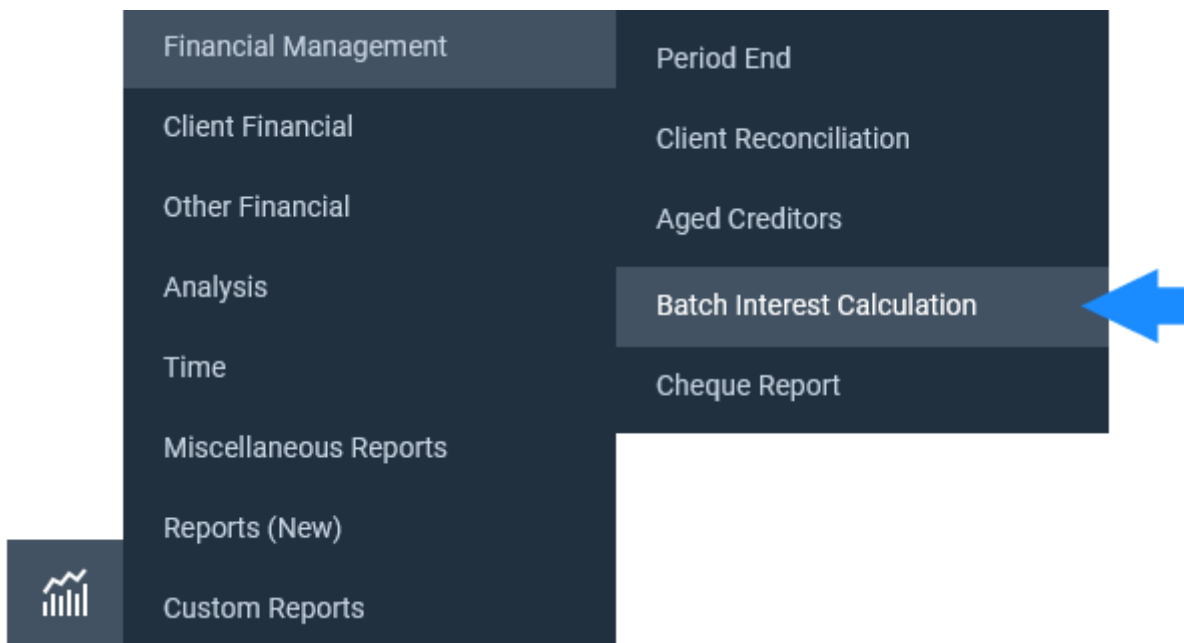 Financial Management
Client Financial
Other Financial
Analysis
Time
Miscellaneous Reports
Reports (New)
Custom Reports
Period End
Client Reconciliation
Aged Creditors
Batch Interest Calculation
Cheque Report